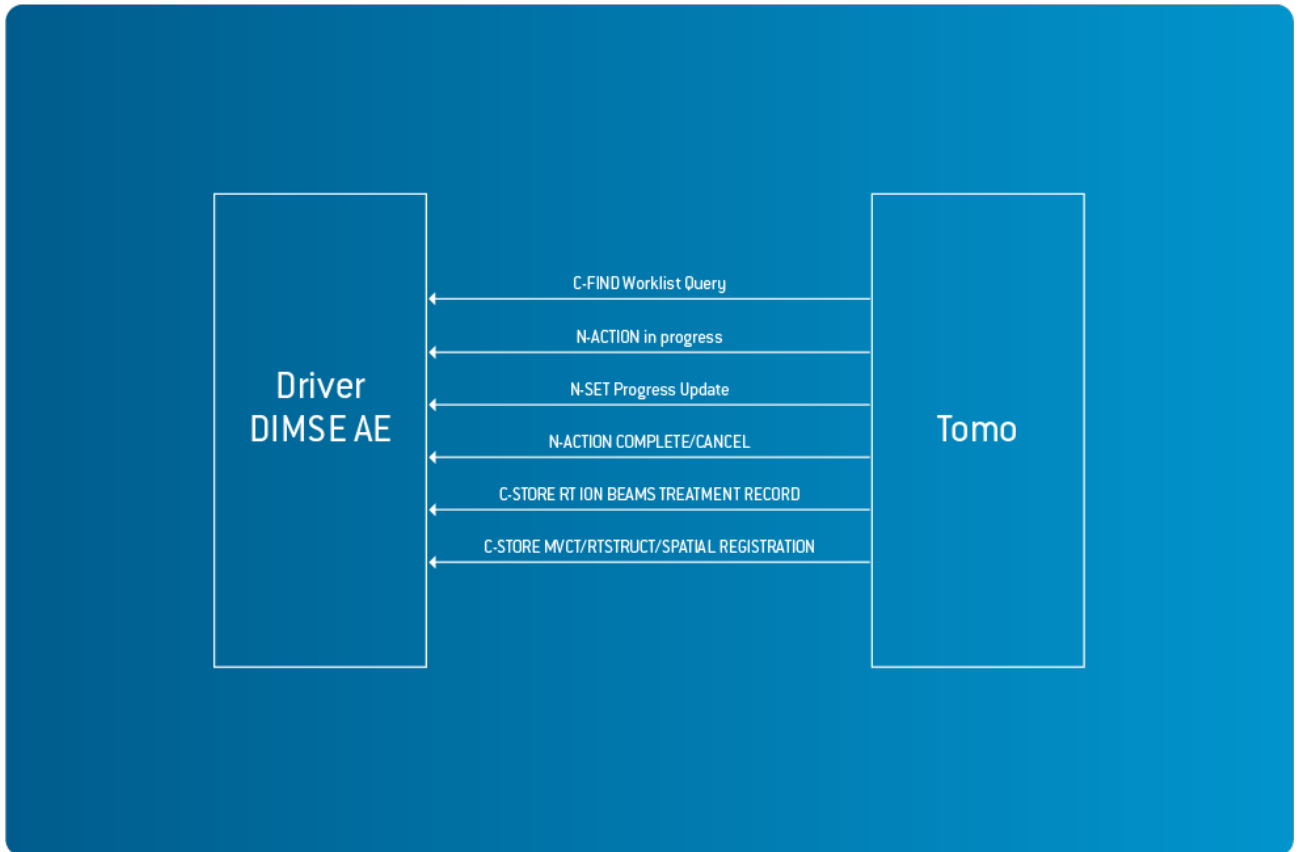 C-FIND Worklist Query
N-ACTION in progress
Driver
DIMSE AE
N-SET Progress Update
Tomo
N-ACTION COMPLETE/CANCEL
C-STORE RT ION BEAMS TREATMENT RECORD
C-STORE MVCT/RTSTRUCT/SPATIAL REGISTRATION